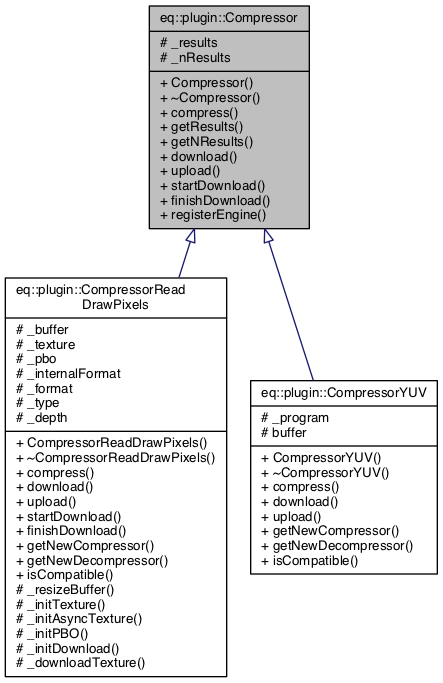 eq::plugin::Compressor
# _results
# _nResults
+ Compressor()
+ ~Compressor()
+ compress()
+ getResults()
+ getNResults()
+ download()
+ upload()
+ startDownload()
+ finishDownload()
+ registerEngine()
eq::plugin::CompressorRead
DrawPixels
# _buffer
# _texture
# _pbo
# _internalFormat
# _format
# _type
# _depth
+ CompressorReadDrawPixels()
+ ~CompressorReadDrawPixels()
+ compress()
+ download()
+ upload()
+ startDownload()
+ finishDownload()
+ getNewCompressor()
+ getNewDecompressor()
+ isCompatible()
# _resizeBuffer()
# _initTexture()
# _initAsyncTexture()
# _initPBO()
# _initDownload()
# _downloadTexture()
eq::plugin::CompressorYUV
# _program
# buffer
+ CompressorYUV()
+ ~CompressorYUV()
+ compress()
+ download()
+ upload()
+ getNewCompressor()
+ getNewDecompressor()
+ isCompatible()